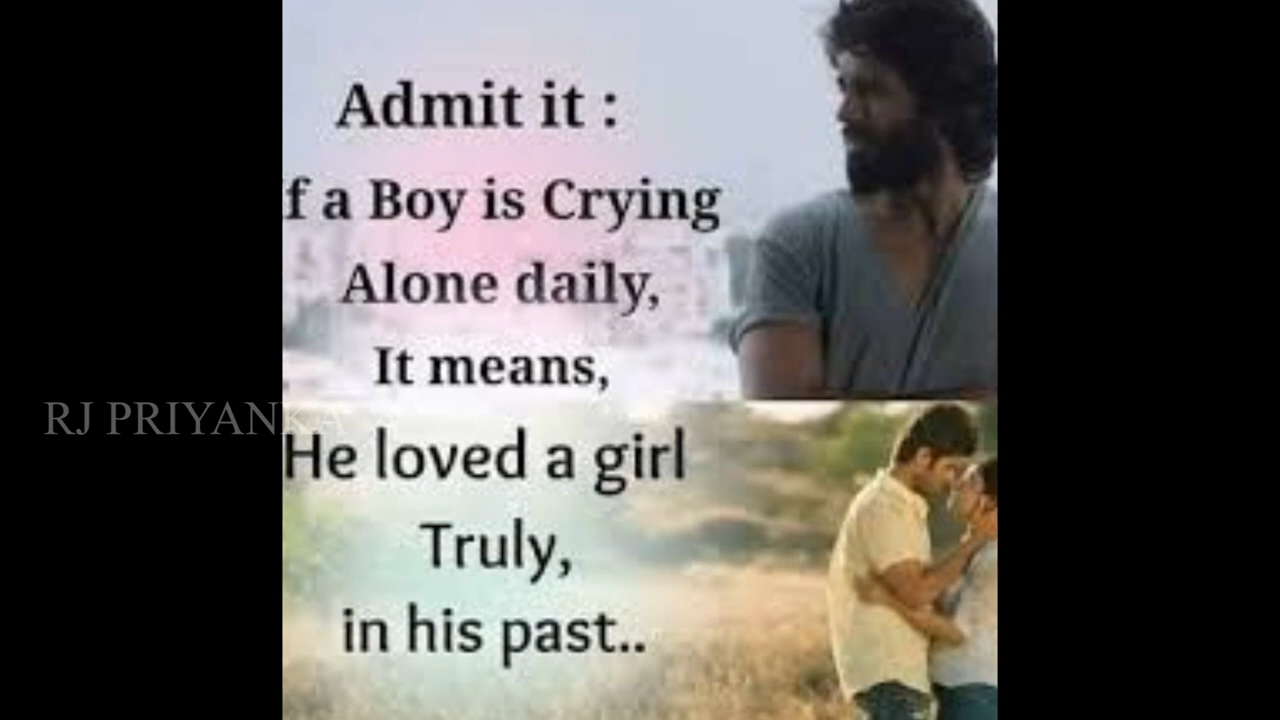 Admit it :
f a Boy is Crying
Alone daily,
It means,
RJ PRIYANKA
He loved a girl
Truly,
in his past..